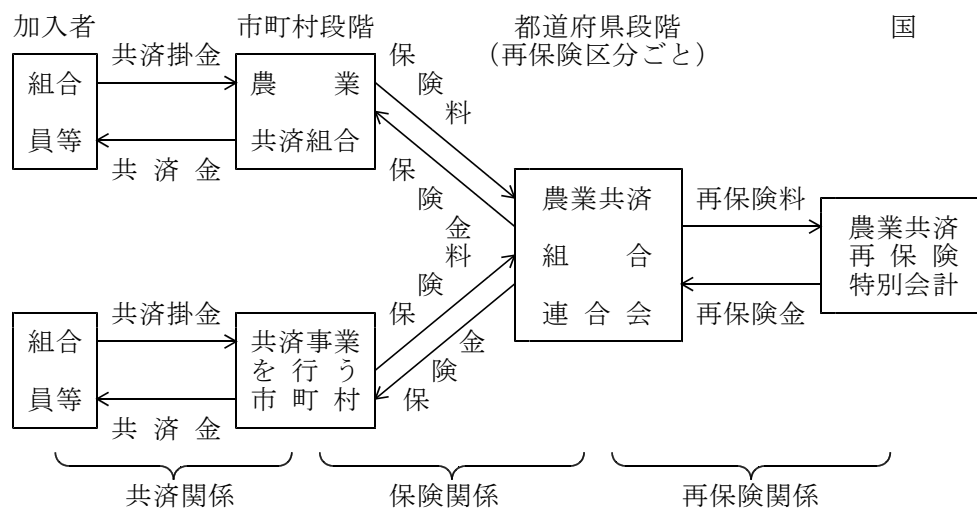 加入者
市町村段階
都道府県段階
(再保険区分ごと)
国
組合
員等
共済掛金
共済金
農業
共済組合
保険料
保険金
組合
員等
共済掛金
共済金
共済事業
を行う
市町村
保険料
保険金
農業共済
組合
連合会
再保険料
再保険金
農業共済
再保険
特別会計
共済関係
保険関係
再保険関係